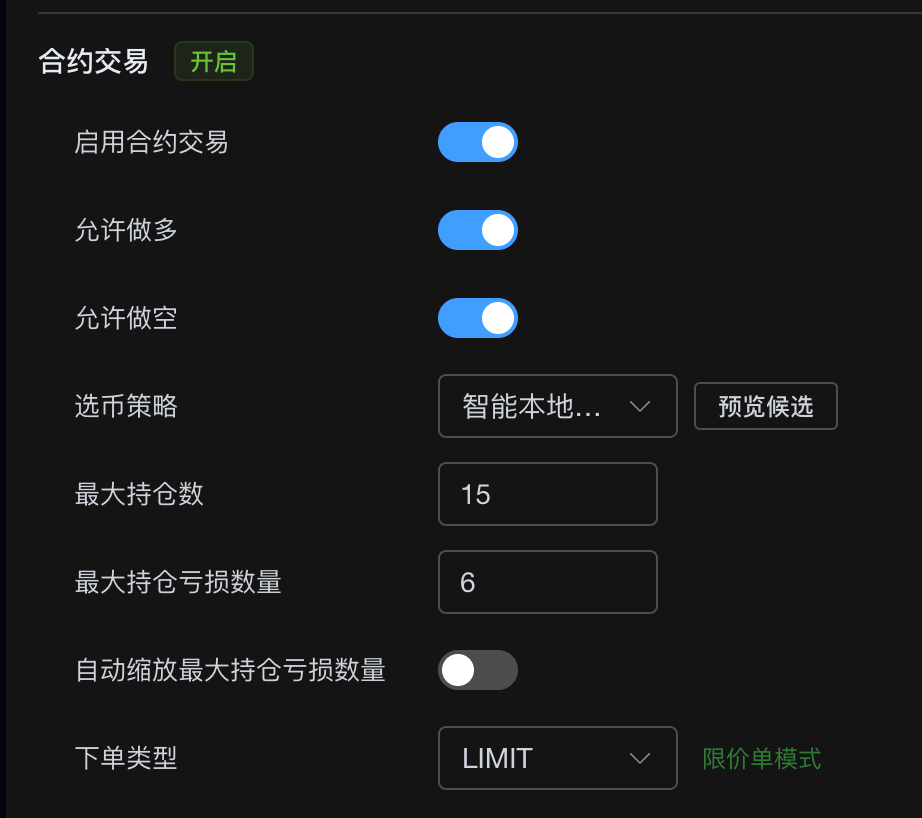 合约交易 开启
启用合约交易
允许做多
允许做空
选币策略 智能本地... 预览候选
最大持仓数 15
最大持仓亏损数量 6
自动缩放最大持仓亏损数量
下单类型 LIMIT 限价单模式